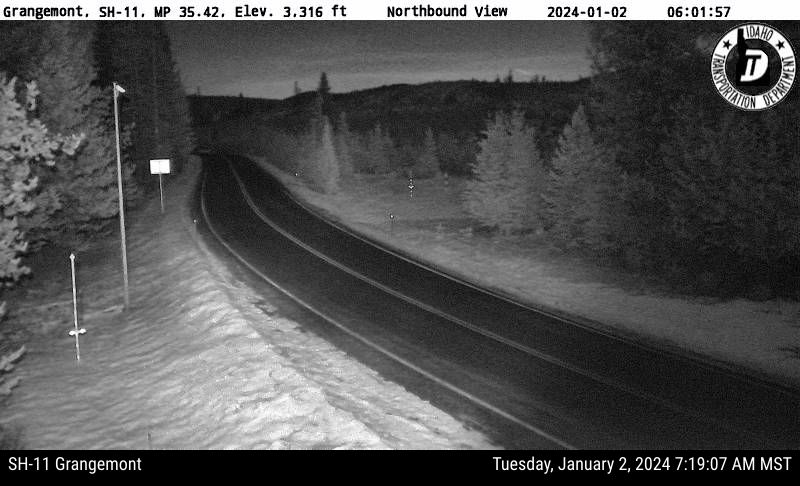 Grangemont, SH-11, MP 35.42, Elev. 3,316 ft Northbound View 2024-01-02 06:01:57
IDAHO
TRANSPORTATION DEPARTMENT
SH-11 Grangemont Tuesday, January 2, 2024 7:19:07 AM MST